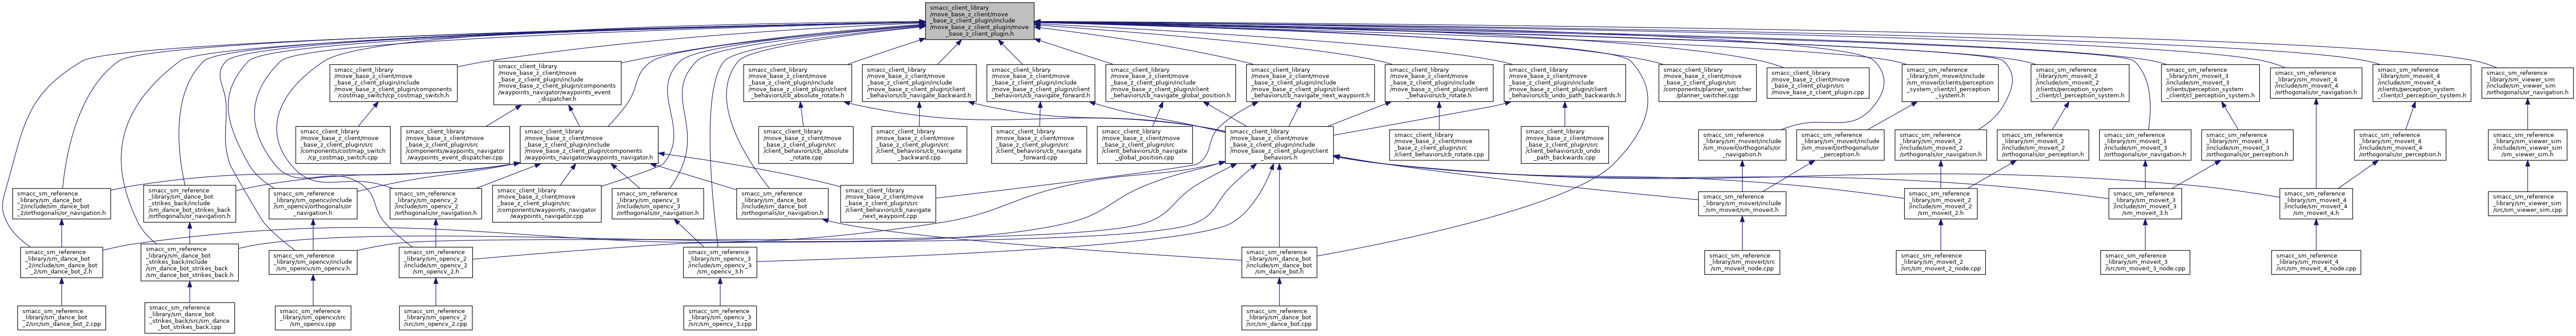 smacc_client_library
/move_base_z_client/move
_base_z_client_plugin/include
/move_base_z_client_plugin/move
_base_z_client_plugin.h
smacc_client_library
/move_base_z_client/move
_base_z_client_plugin/include
/move_base_z_client_plugin/components
/costmap_switch/cp_costmap_switch.h
smacc_client_library
/move_base_z_client/move
_base_z_client_plugin/include
/move_base_z_client_plugin/components
/waypoints_navigator/waypoints_event
_dispatcher.h
smacc_client_library
/move_base_z_client/move
_base_z_client_plugin/include
/move_base_z_client_plugin/client
_behaviors/cb_absolute_rotate.h
smacc_client_library
/move_base_z_client/move
_base_z_client_plugin/include
/move_base_z_client_plugin/client
_behaviors/cb_navigate_backward.h
smacc_client_library
/move_base_z_client/move
_base_z_client_plugin/include
/move_base_z_client_plugin/client
_behaviors/cb_navigate_forward.h
smacc_client_library
/move_base_z_client/move
_base_z_client_plugin/include
/move_base_z_client_plugin/client
_behaviors/cb_navigate_global_position.h
smacc_client_library
/move_base_z_client/move
_base_z_client_plugin/include
/move_base_z_client_plugin/client
_behaviors/cb_navigate_next_waypoint.h
smacc_client_library
/move_base_z_client/move
_base_z_client_plugin/include
/move_base_z_client_plugin/client
_behaviors/cb_rotate.h
smacc_client_library
/move_base_z_client/move
_base_z_client_plugin/include
/move_base_z_client_plugin/client
_behaviors/cb_undo_path_backwards.h
smacc_client_library
/move_base_z_client/move
_base_z_client_plugin/src
/components/planner_switcher
/planner_switcher.cpp
smacc_client_library
/move_base_z_client/move
_base_z_client_plugin/src
/move_base_z_client_plugin.cpp
smacc_sm_reference
_library/sm_moveit/include
/sm_moveit/clients/perception
_system_client/cl_perception
_system.h
smacc_sm_reference
_library/sm_moveit_2
/include/sm_moveit_2
/clients/perception_system
_client/cl_perception_system.h
smacc_sm_reference
_library/sm_moveit_3
/include/sm_moveit_3
/clients/perception_system
_client/cl_perception_system.h
smacc_sm_reference
_library/sm_moveit_4
/include/sm_moveit_4
/orthogonals/or_navigation.h
smacc_sm_reference
_library/sm_moveit_4
/include/sm_moveit_4
/clients/perception_system
_client/cl_perception_system.h
smacc_sm_reference
_library/sm_viewer_sim
/include/sm_viewer_sim
/orthogonals/or_navigation.h
smacc_client_library
/move_base_z_client/move
_base_z_client_plugin/src
/components/costmap_switch
/cp_costmap_switch.cpp
smacc_client_library
/move_base_z_client/move
_base_z_client_plugin/src
/components/waypoints_navigator
/waypoints_event_dispatcher.cpp
smacc_client_library
/move_base_z_client/move
_base_z_client_plugin/include
/move_base_z_client_plugin/components
/waypoints_navigator/waypoints_navigator.h
smacc_client_library
/move_base_z_client/move
_base_z_client_plugin/src
/client_behaviors/cb_absolute
_rotate.cpp
smacc_client_library
/move_base_z_client/move
_base_z_client_plugin/src
/client_behaviors/cb_navigate
_backward.cpp
smacc_client_library
/move_base_z_client/move
_base_z_client_plugin/src
/client_behaviors/cb_navigate
_forward.cpp
smacc_client_library
/move_base_z_client/move
_base_z_client_plugin/src
/client_behaviors/cb_navigate
_global_position.cpp
smacc_client_library
/move_base_z_client/move
_base_z_client_plugin/include
/move_base_z_client_plugin/client
_behaviors.h
smacc_client_library
/move_base_z_client/move
_base_z_client_plugin/src
/client_behaviors/cb_rotate.cpp
smacc_client_library
/move_base_z_client/move
_base_z_client_plugin/src
/client_behaviors/cb_undo
_path_backwards.cpp
smacc_sm_reference
_library/sm_moveit/include
/sm_moveit/orthogonals/or
_navigation.h
smacc_sm_reference
_library/sm_moveit/include
/sm_moveit/orthogonals/or
_perception.h
smacc_sm_reference
_library/sm_moveit_2
/include/sm_moveit_2
/orthogonals/or_navigation.h
smacc_sm_reference
_library/sm_moveit_2
/include/sm_moveit_2
/orthogonals/or_perception.h
smacc_sm_reference
_library/sm_moveit_3
/include/sm_moveit_3
/orthogonals/or_navigation.h
smacc_sm_reference
_library/sm_moveit_3
/include/sm_moveit_3
/orthogonals/or_perception.h
smacc_sm_reference
_library/sm_moveit_4
/include/sm_moveit_4
/orthogonals/or_perception.h
smacc_sm_reference
_library/sm_viewer_sim
/include/sm_viewer_sim
/sm_viewer_sim.h
smacc_sm_reference
_library/sm_dance_bot
_2/include/sm_dance_bot
_2/orthogonals/or_navigation.h
smacc_sm_reference
_library/sm_dance_bot
_strikes_back/include
/sm_dance_bot_strikes_back
/orthogonals/or_navigation.h
smacc_sm_reference
_library/sm_opencv/include
/sm_opencv/orthogonals/or
_navigation.h
smacc_sm_reference
_library/sm_opencv_2
/include/sm_opencv_2
/orthogonals/or_navigation.h
smacc_client_library
/move_base_z_client/move
_base_z_client_plugin/src
/components/waypoints_navigator
/waypoints_navigator.cpp
smacc_sm_reference
_library/sm_opencv_3
/include/sm_opencv_3
/orthogonals/or_navigation.h
smacc_sm_reference
_library/sm_dance_bot
/include/sm_dance_bot
/orthogonals/or_navigation.h
smacc_client_library
/move_base_z_client/move
_base_z_client_plugin/src
/client_behaviors/cb_navigate
_next_waypoint.cpp
smacc_sm_reference
_library/sm_moveit/include
/sm_moveit/sm_moveit.h
smacc_sm_reference
_library/sm_moveit_2
/include/sm_moveit_2
/sm_moveit_2.h
smacc_sm_reference
_library/sm_moveit_3
/include/sm_moveit_3
/sm_moveit_3.h
smacc_sm_reference
_library/sm_moveit_4
/include/sm_moveit_4
/sm_moveit_4.h
smacc_sm_reference
_library/sm_viewer_sim
/src/sm_viewer_sim.cpp
smacc_sm_reference
_library/sm_dance_bot
_2/include/sm_dance_bot
_2/sm_dance_bot_2.h
smacc_sm_reference
_library/sm_dance_bot
_strikes_back/include
/sm_dance_bot_strikes_back
/sm_dance_bot_strikes_back.h
smacc_sm_reference
_library/sm_opencv/include
/sm_opencv/sm_opencv.h
smacc_sm_reference
_library/sm_opencv_2
/include/sm_opencv_2
/sm_opencv_2.h
smacc_sm_reference
_library/sm_opencv_3
/include/sm_opencv_3
/sm_opencv_3.h
smacc_sm_reference
_library/sm_dance_bot
/include/sm_dance_bot
/sm_dance_bot.h
smacc_sm_reference
_library/sm_moveit/src
/sm_moveit_node.cpp
smacc_sm_reference
_library/sm_moveit_2
/src/sm_moveit_2_node.cpp
smacc_sm_reference
_library/sm_moveit_3
/src/sm_moveit_3_node.cpp
smacc_sm_reference
_library/sm_moveit_4
/src/sm_moveit_4_node.cpp
smacc_sm_reference
_library/sm_dance_bot
_2/src/sm_dance_bot_2.cpp
smacc_sm_reference
_library/sm_dance_bot
_strikes_back/src/sm_dance
_bot_strikes_back.cpp
smacc_sm_reference
_library/sm_opencv/src
/sm_opencv.cpp
smacc_sm_reference
_library/sm_opencv_2
/src/sm_opencv_2.cpp
smacc_sm_reference
_library/sm_opencv_3
/src/sm_opencv_3.cpp
smacc_sm_reference
_library/sm_dance_bot
/src/sm_dance_bot.cpp